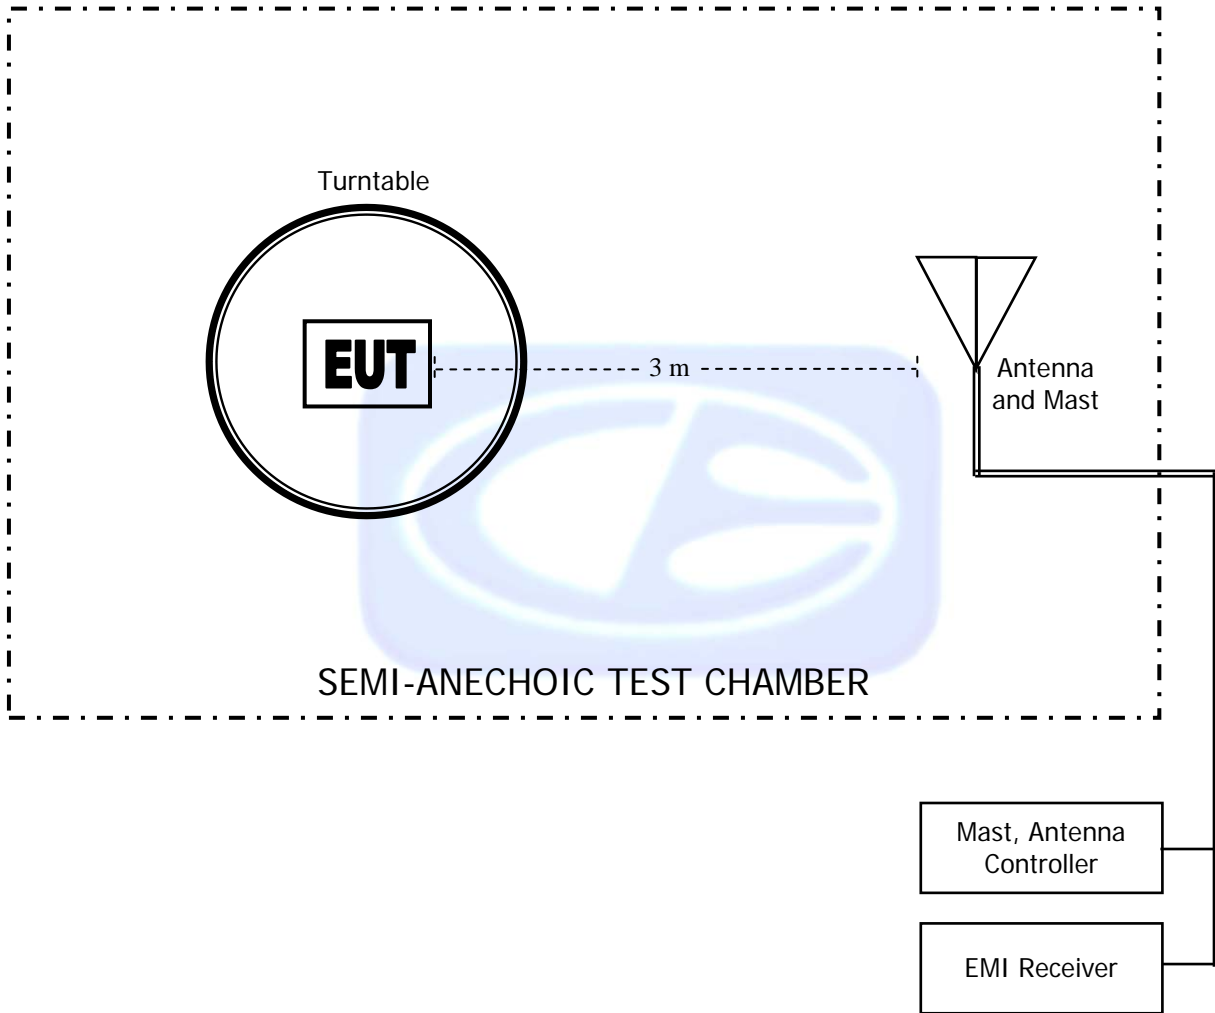 Turntable
EUT
3 m
Antenna
and Mast
SEMI-ANECHOIC TEST CHAMBER
Mast, Antenna
Controller
EMI Receiver